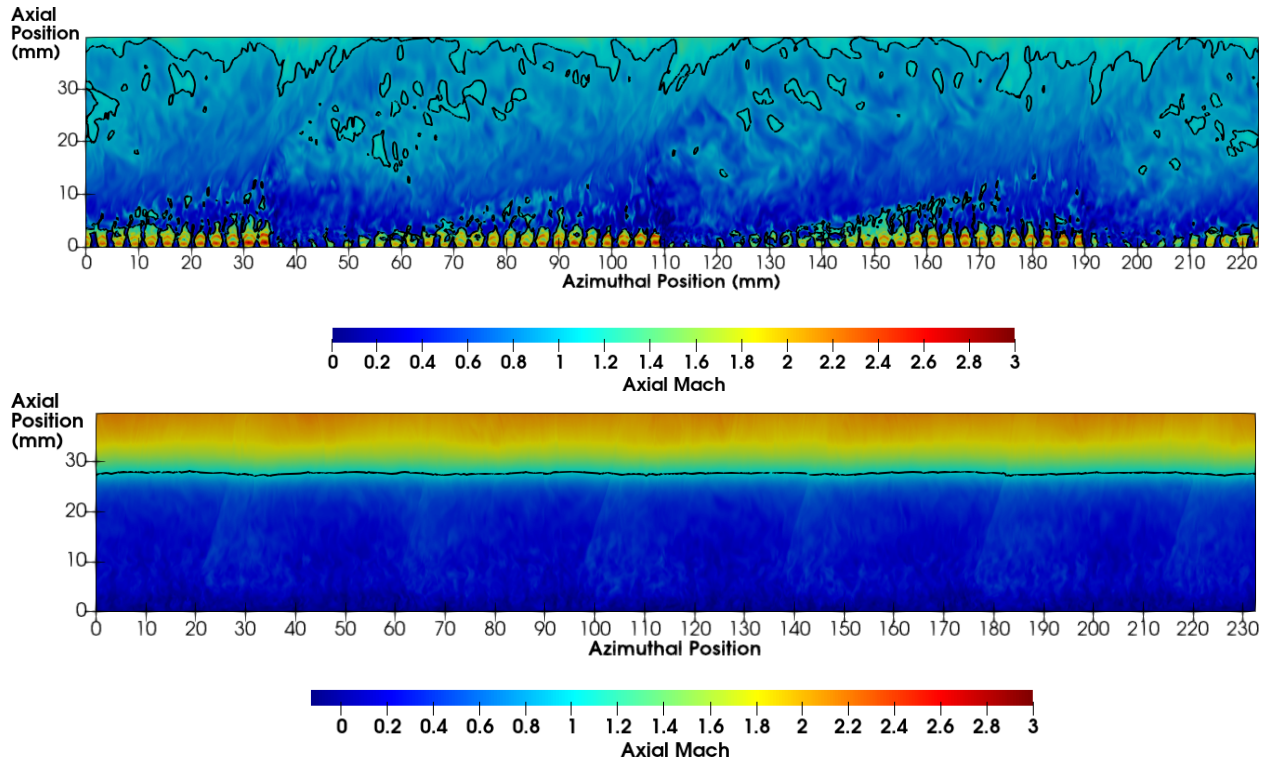 Axial
Position
(mm)
30
20
10
0
0 10 20 30 40 50 60 70 80 90 100 110 120 130 140 150 160 170 180 190 200 210 220
Azimuthal Position (mm)
0 0.2 0.4 0.6 0.8 1 1.2 1.4 1.6 1.8 2 2.2 2.4 2.6 2.8 3
Axial Mach
Axial
Position
(mm)
30
20
10
0
0 10 20 30 40 50 60 70 80 90 100 110 120 130 140 150 160 170 180 190 200 210 220 230
Azimuthal Position
0 0.2 0.4 0.6 0.8 1 1.2 1.4 1.6 1.8 2 2.2 2.4 2.6 2.8 3
Axial Mach